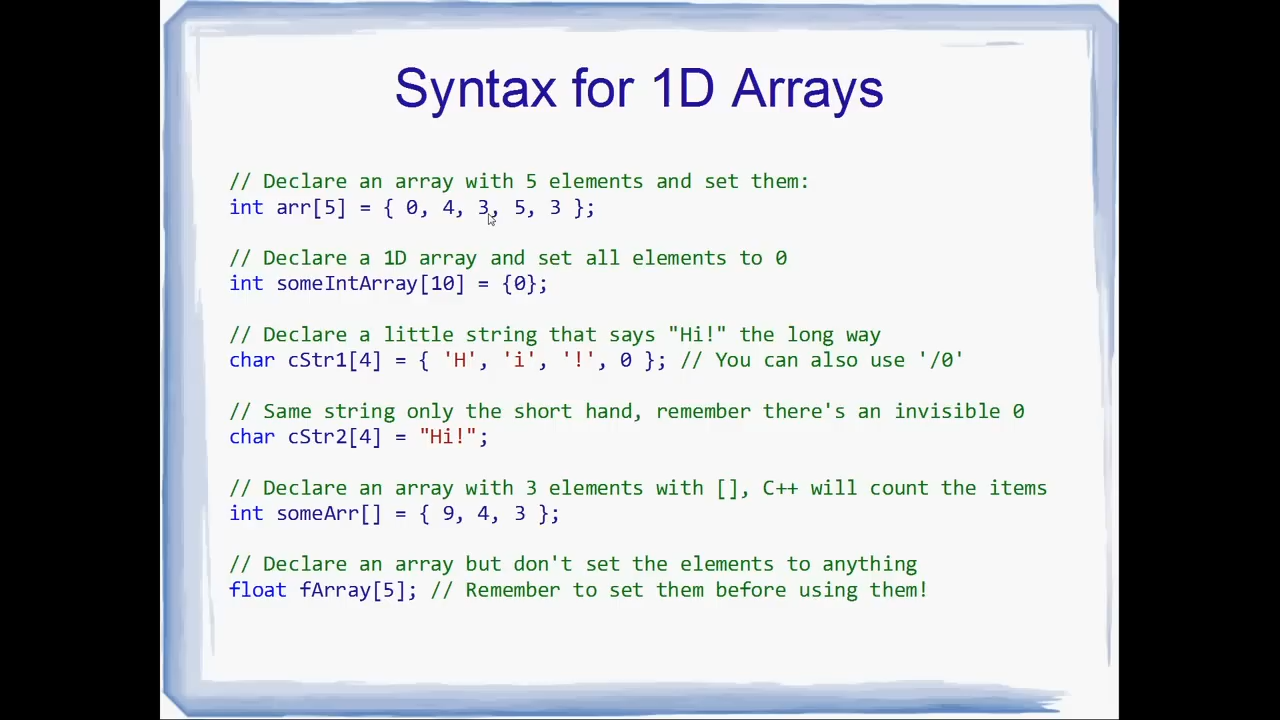 Syntax for 1D Arrays
// Declare an array with 5 elements and set them:
int arr[5] = { 0, 4, 3, 5, 3 };
// Declare a 1D array and set all elements to 0
int someIntArray[10] = {0};
// Declare a little string that says "Hi!" the long way
char cStr1[4] = { 'H', 'i', '!', 0 }; // You can also use '/0'
// Same string only the short hand, remember there's an invisible 0
char cStr2[4] = "Hi!";
// Declare an array with 3 elements with [], C++ will count the items
int someArr[] = { 9, 4, 3 };
// Declare an array but don't set the elements to anything
float fArray[5]; // Remember to set them before using them!